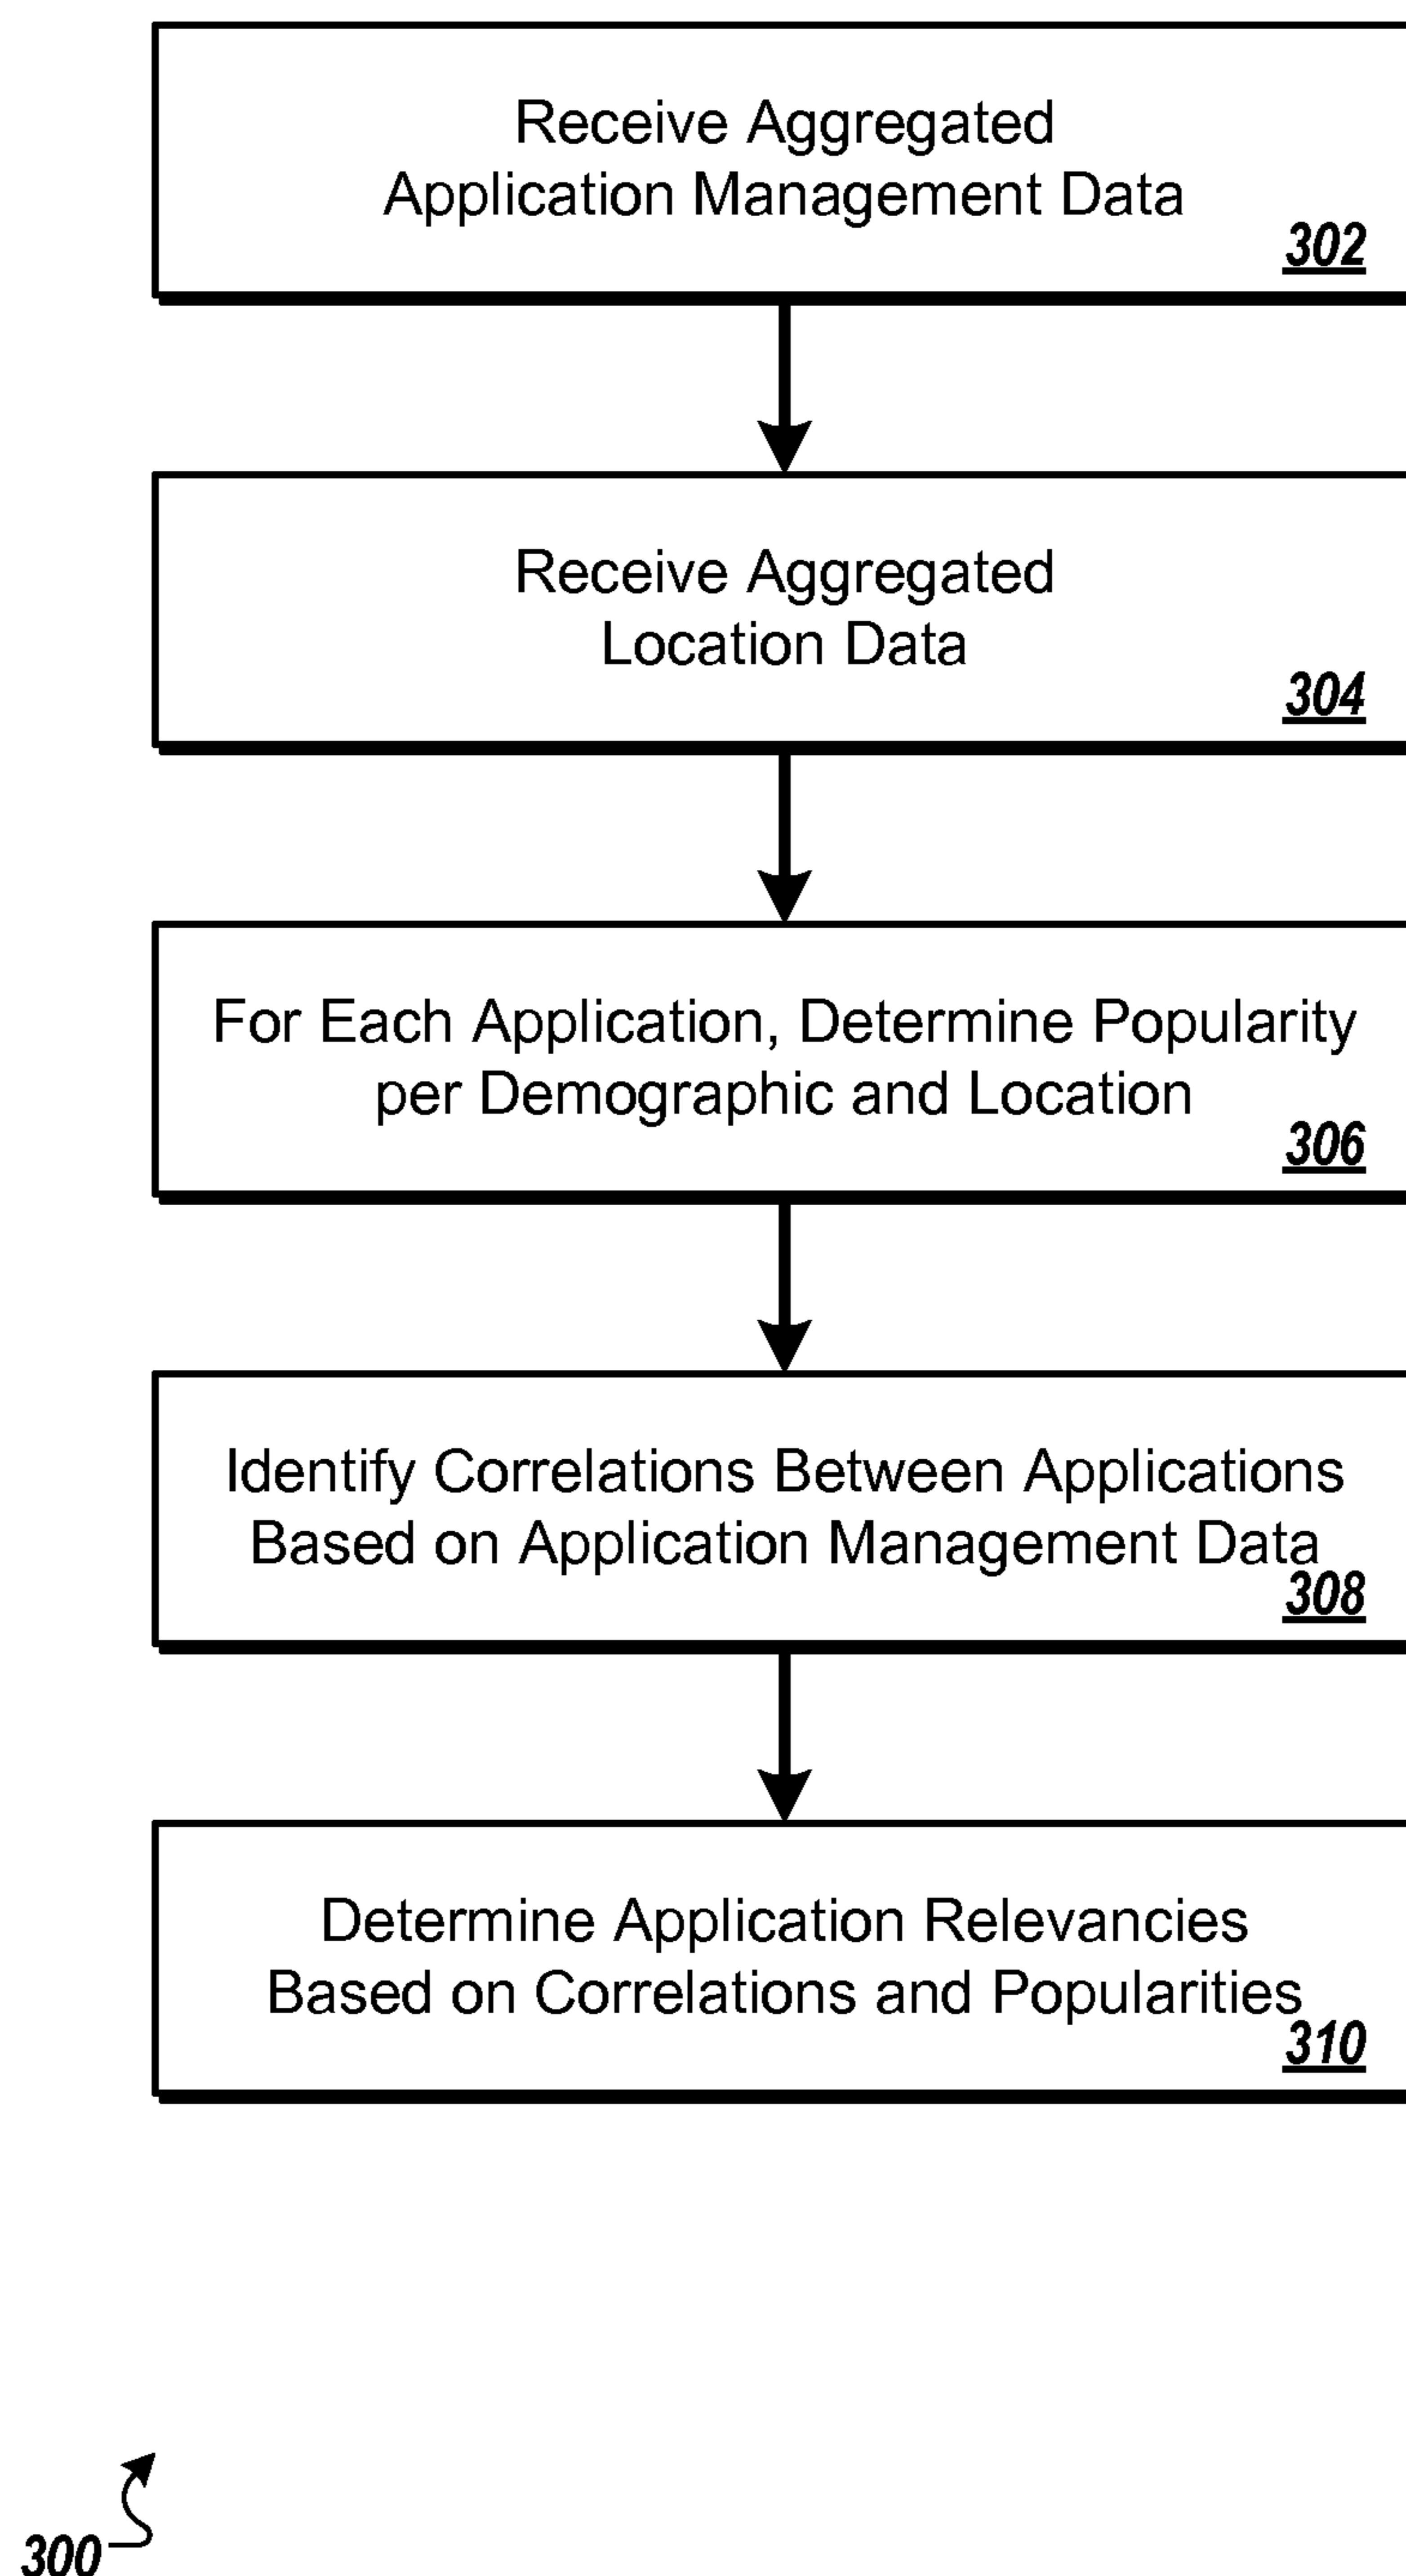 Receive Aggregated
Application Management Data
302
Receive Aggregated
Location Data
304
For Each Application, Determine Popularity
per Demographic and Location
306
Identify Correlations Between Applications
Based on Application Management Data
308
Determine Application Relevancies
Based on Correlations and Popularities
310
300